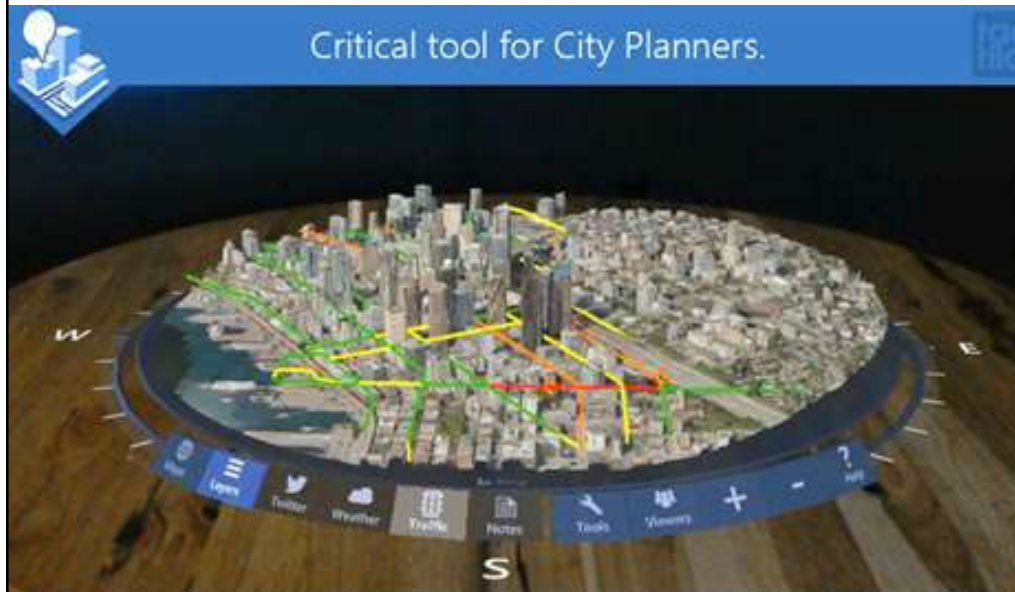 Critical tool for City Planners.
W
E
Layers
Twitter
Weather
Traffic
Notes
Tools
Viewers
+
-
?
S